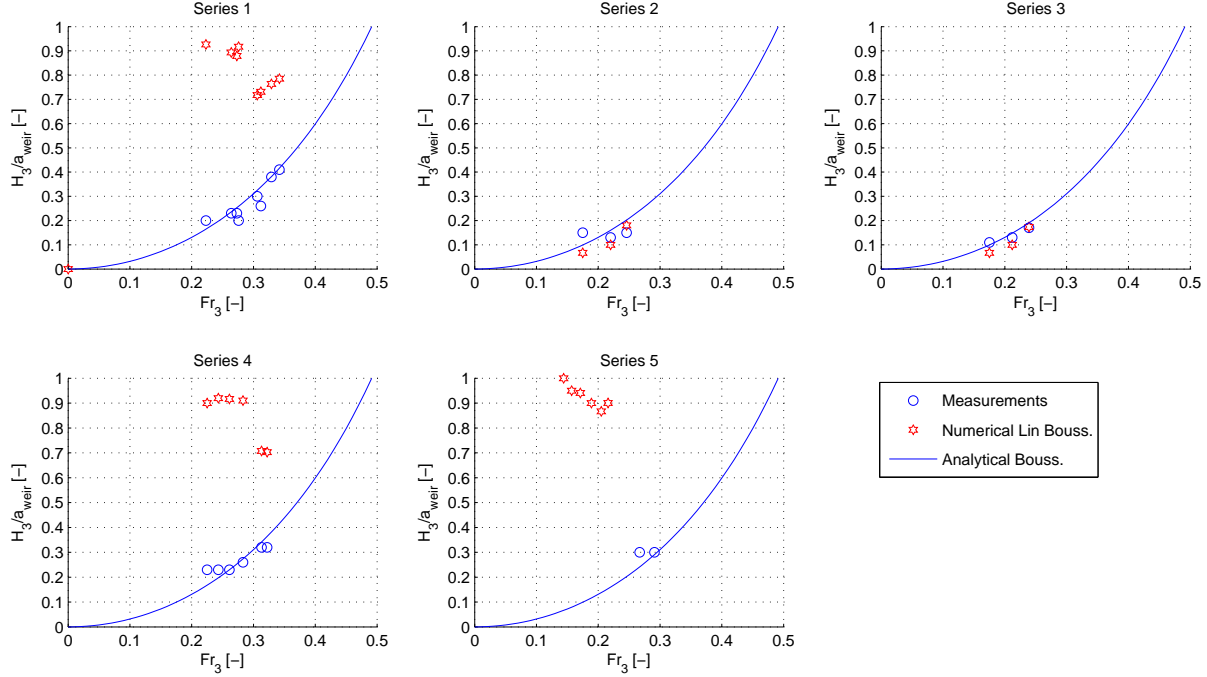 Series 1
1
0.9
0.8
0.7
0.6
0.5
0.4
0.3
0.2
0.1
0
H3/aweir [−]
0 0.1 0.2 0.3 0.4 0.5
Fr3 [−]
Series 2
1
0.9
0.8
0.7
0.6
0.5
0.4
0.3
0.2
0.1
0
H3/aweir [−]
0 0.1 0.2 0.3 0.4 0.5
Fr3 [−]
Series 3
1
0.9
0.8
0.7
0.6
0.5
0.4
0.3
0.2
0.1
0
H3/aweir [−]
0 0.1 0.2 0.3 0.4 0.5
Fr3 [−]
Series 4
1
0.9
0.8
0.7
0.6
0.5
0.4
0.3
0.2
0.1
0
H3/aweir [−]
0 0.1 0.2 0.3 0.4 0.5
Fr3 [−]
Series 5
1
0.9
0.8
0.7
0.6
0.5
0.4
0.3
0.2
0.1
0
H3/aweir [−]
0 0.1 0.2 0.3 0.4 0.5
Fr3 [−]
Measurements
Numerical Lin Bouss.
Analytical Bouss.